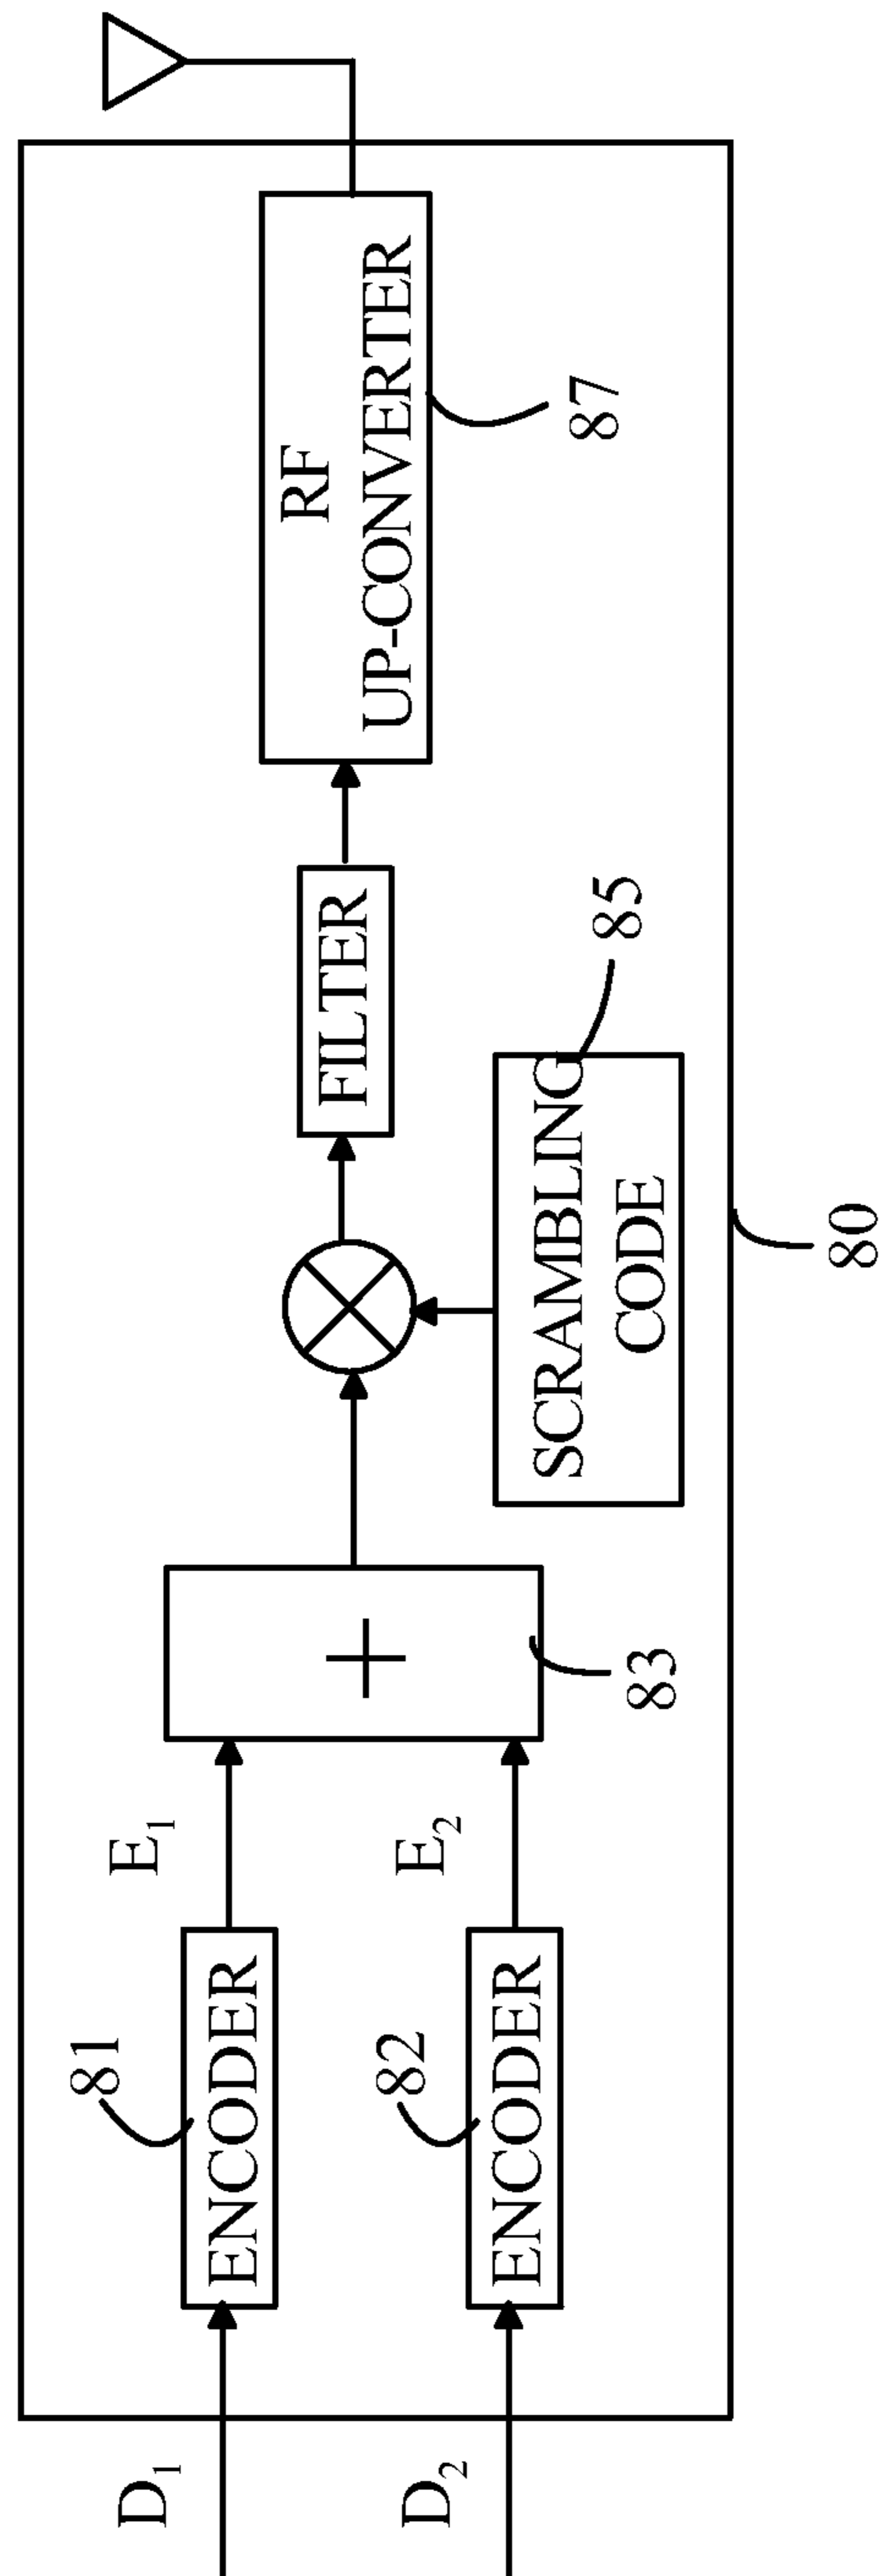 D1
D2
81
ENCODER
82
ENCODER
E1
E2
+
83
SCRAMBLING
CODE
85
FILTER
RF
UP-CONVERTER
87
80